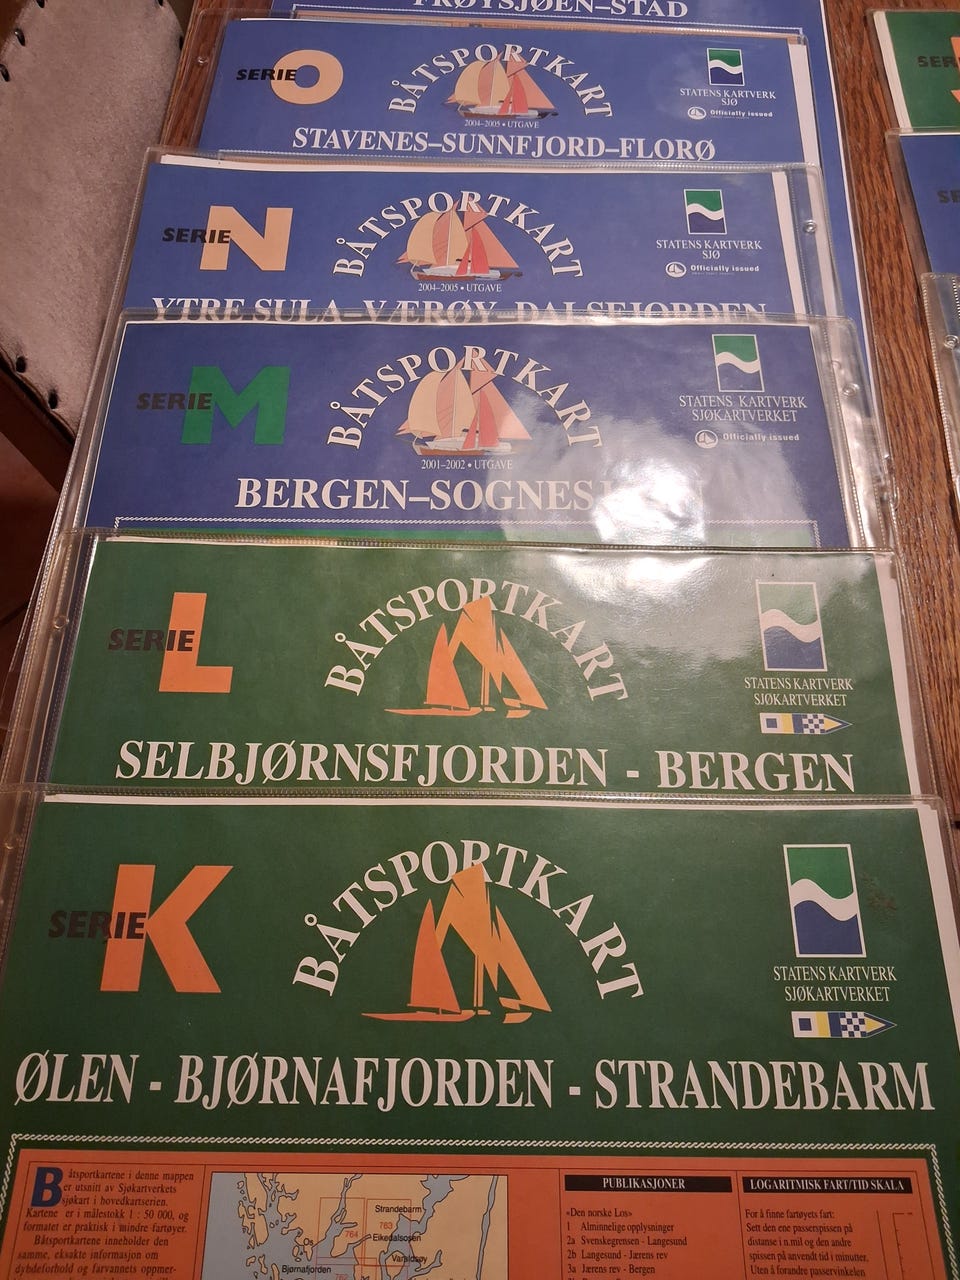 FRØYSJØEN–STAD
SERIE O
BÅTSPORTKART
2004–2005 • UTGAVE
STATENS KARTVERK
SJØ
Officially issued
STAVENES–SUNNFJORD–FLORØ
SERIE N
BÅTSPORTKART
2004–2005 • UTGAVE
STATENS KARTVERK
SJØ
Officially issued
YTRE SULA–VÆRØY–DALSFJORDEN
SERIE M
BÅTSPORTKART
2001–2002 • UTGAVE
STATENS KARTVERK
SJØKARTVERKET
Officially issued
SERIE L
BÅTSPORTKART
STATENS KARTVERK
SJØKARTVERKET
SELBJØRNSFJORDEN - BERGEN
SERIE K
BÅTSPORTKART
STATENS KARTVERK
SJØKARTVERKET
ØLEN - BJØRNAFJORDEN - STRANDEBARM
Båtsportkartene i denne mappen
er utsnitt av Sjøkartverkets
sjøkart i hovedkartserien.
Kartene er i målestokk 1 : 50 000, og
formatet er praktisk i mindre fartøyer.
Båtsportkartene inneholder den
samme, eksakte informasjon om
dybdeforhold og farvannets oppmer-
Strandebarm
763
764
Os
Eikedalsosen
Varaldsøy
Bjørnafjorden
762
PUBLIKASJONER
«Den norske Los»
1 Alminnelige opplysninger
2a Svenskegrensen - Langesund
2b Langesund - Jærens rev
3a Jærens rev - Bergen
LOGARITMISK FART/TID SKALA
For å finne fartøyets fart:
Sett den ene passerspissen på
distanse i n.mil og den andre
spissen på anvendt tid i minutter.
Uten å forandre passervinkelen